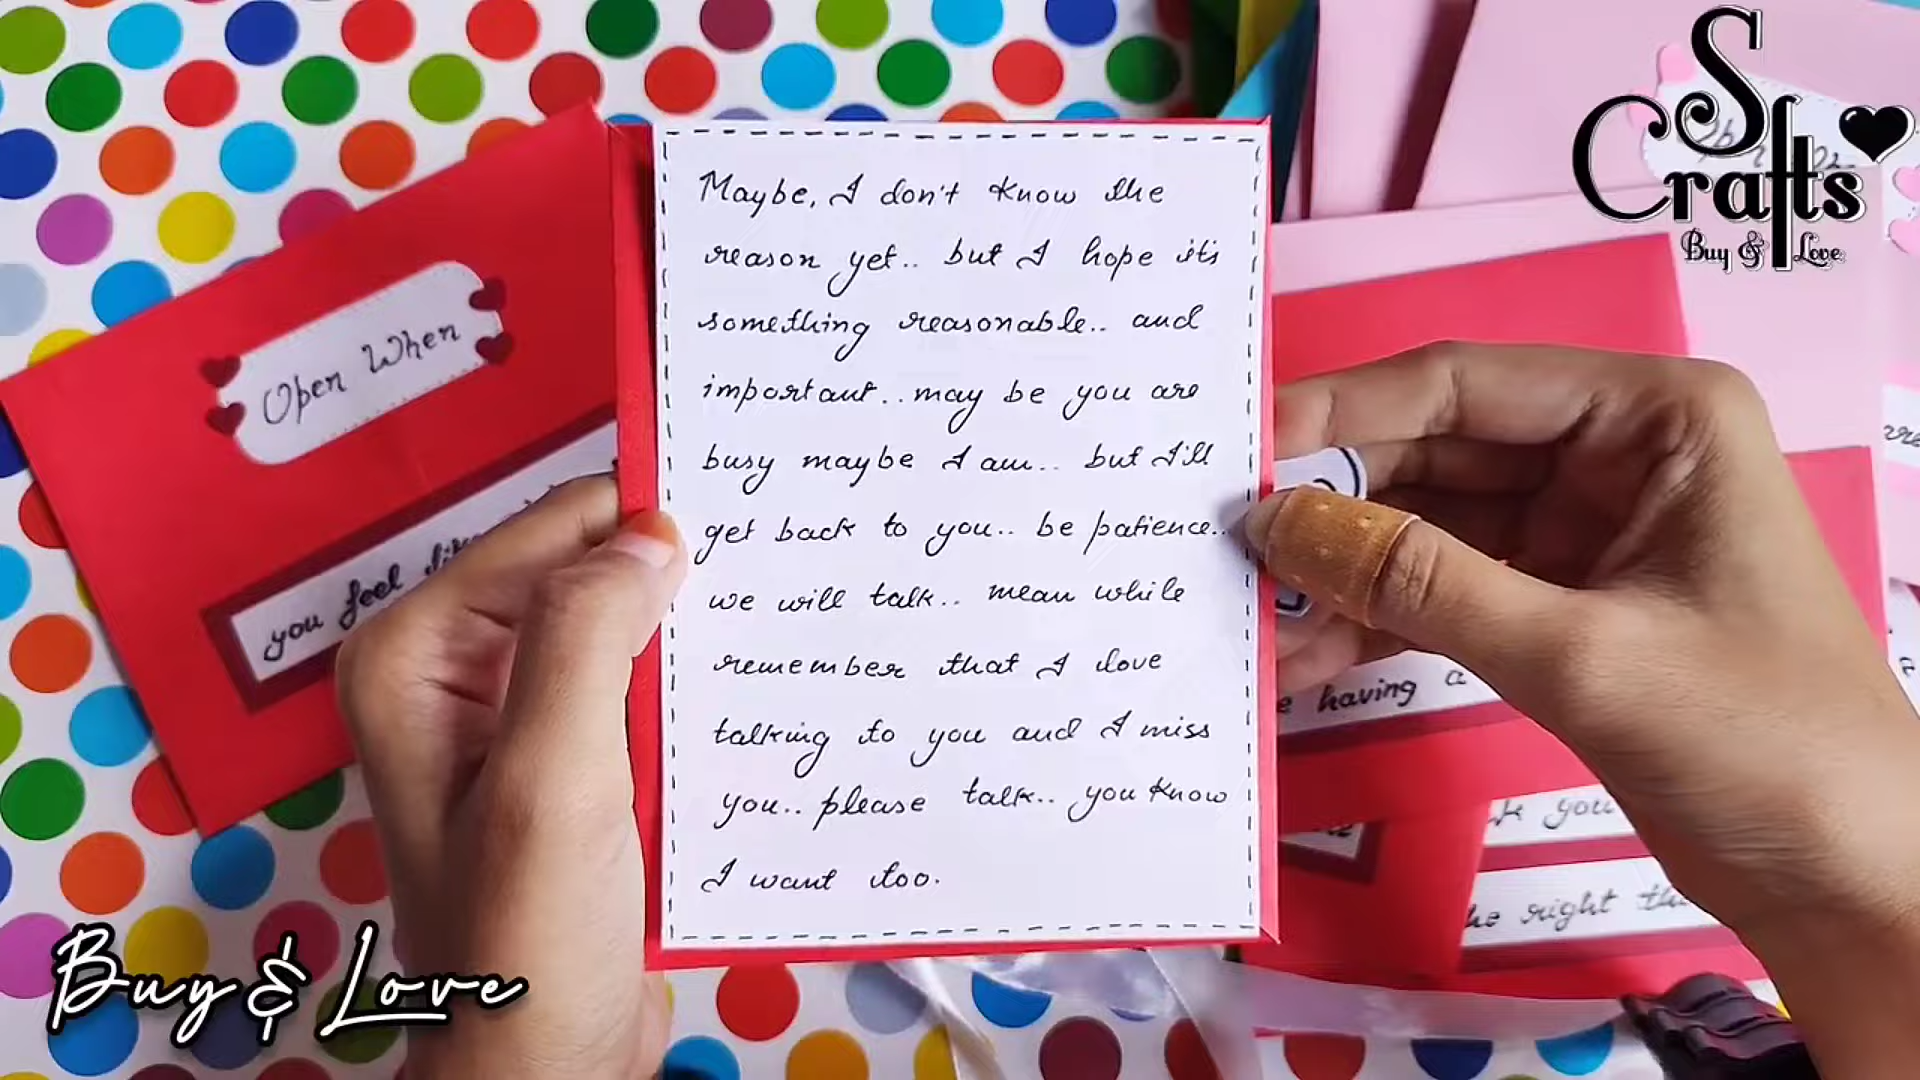 Maybe, I don't know the
reason yet.. but I hope its
something reasonable.. and
important.. may be you are
busy maybe I am.. but I'll
get back to you.. be patience..
we will talk.. mean while
remember that I love
talking to you and I miss
you.. please talk.. you know
I want too.
Open When
you feel
having a
you
right
S Crafts
Buy & Love
Buy & Love